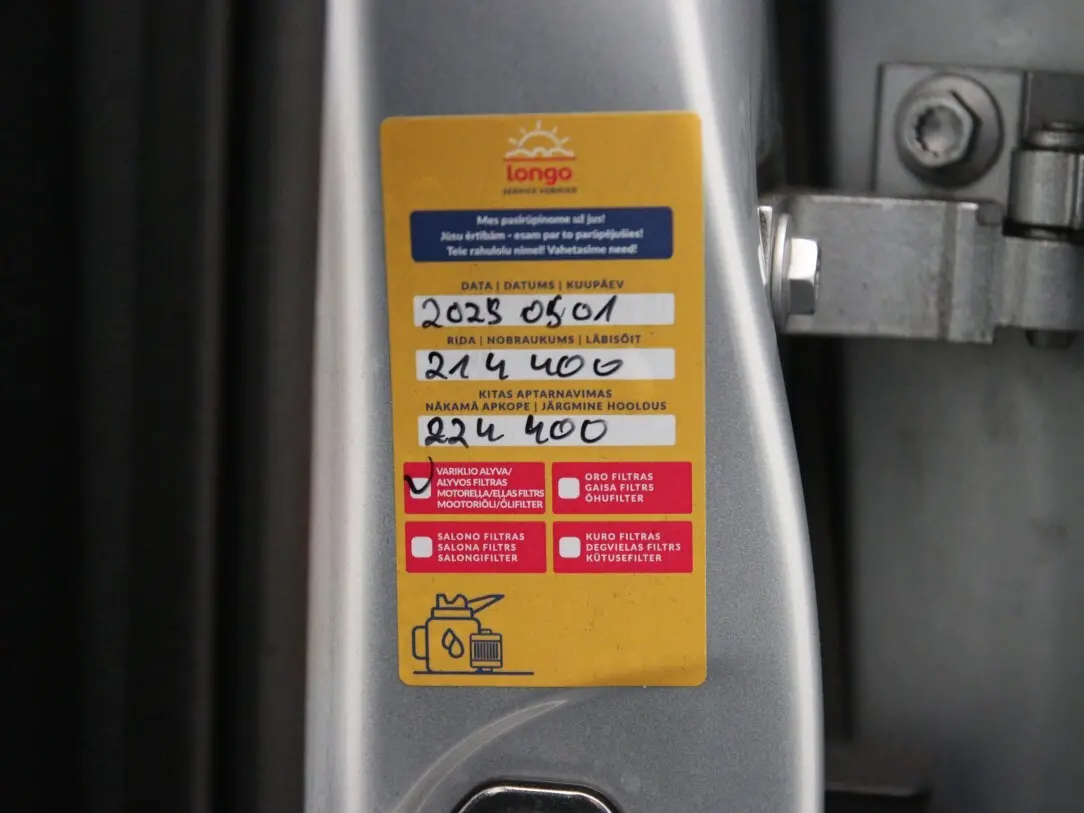 longo
SERVICE VERIFIED
Mes pasirūpinome už jus!
Jūsu ērtībām - esam par to parūpējušies!
Teie rahulolu nimel! Vahetasime need!
DATA | DATUMS | KUUPÄEV
2025 05 01
RIDA | NOBRAUKUMS | LÄBISÕIT
214 400
KITAS APTARNAVIMAS
NĀKAMĀ APKOPE | JÄRGMINE HOOLDUS
224 400
VARIKLIO ALYVA/
ALYVOS FILTRAS
MOTOREĻĻA/EĻĻAS FILTRS
MOOTORIÕLI/ÕLIFILTER
ORO FILTRAS
GAISA FILTRS
ÕHUFILTER
SALONO FILTRAS
SALONA FILTRS
SALONGIFILTER
KURO FILTRAS
DEGVIELAS FILTRS
KÜTUSEFILTER